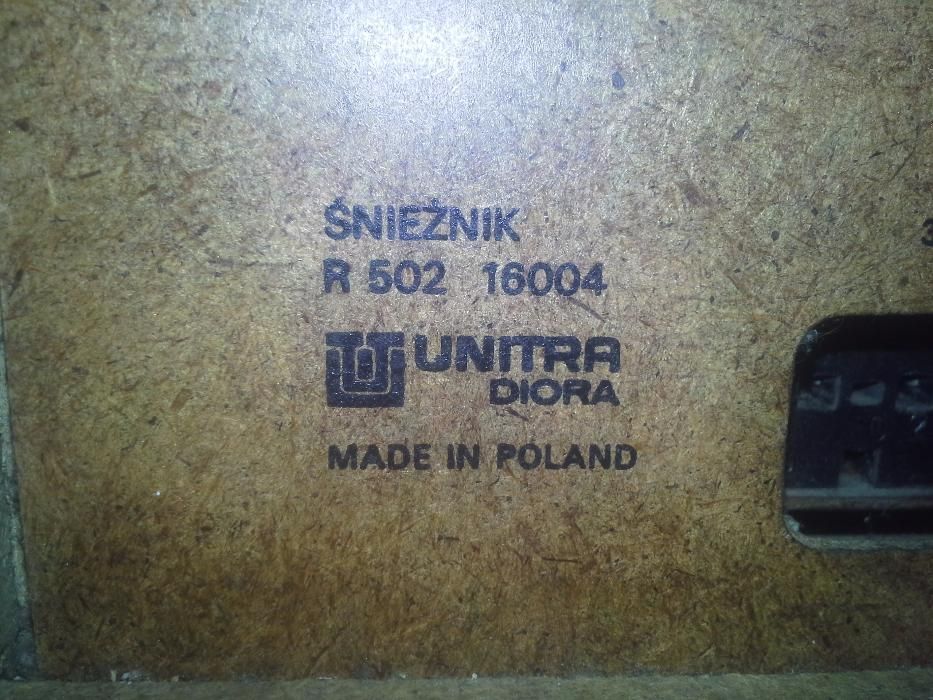 ŚNIEŻNIK
R 502 16004
UNITRA
DIORA
MADE IN POLAND